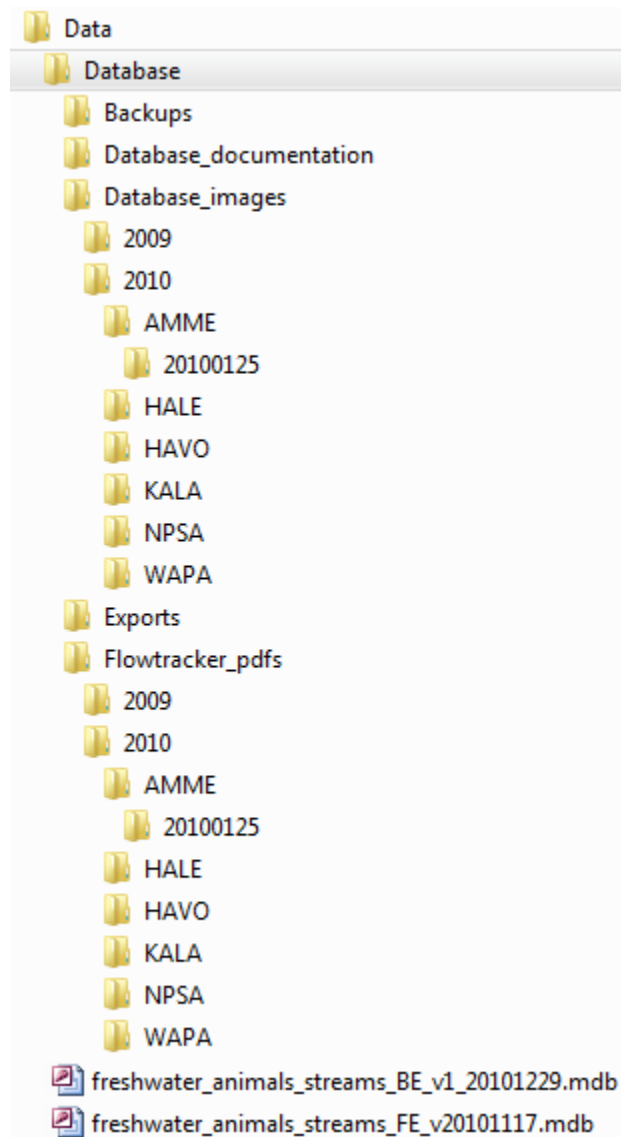 Data
Database
Backups
Database_documentation
Database_images
2009
2010
AMME
20100125
HALE
HAVO
KALA
NPSA
WAPA
Exports
Flowtracker_pdfs
2009
2010
AMME
20100125
HALE
HAVO
KALA
NPSA
WAPA
freshwater_animals_streams_BE_v1_20101229.mdb
freshwater_animals_streams_FE_v20101117.mdb